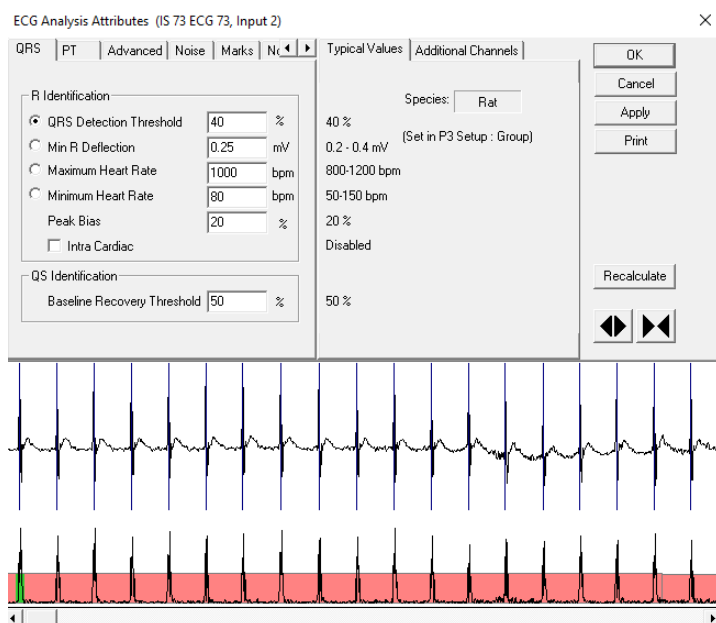 ECG Analysis Attributes (IS 73 ECG 73, Input 2)
QRS PT Advanced Noise Marks Typical Values Additional Channels
OK
Cancel
Apply
Print
Recalculate
R Identification
QRS Detection Threshold 40 % 40 %
Min R Deflection 0.25 mV 0.2 - 0.4 mV
Maximum Heart Rate 1000 bpm 800-1200 bpm
Minimum Heart Rate 80 bpm 50-150 bpm
Peak Bias 20 % 20 %
Intra Cardiac Disabled
Species: Rat
(Set in P3 Setup : Group)
QS Identification
Baseline Recovery Threshold 50 % 50 %